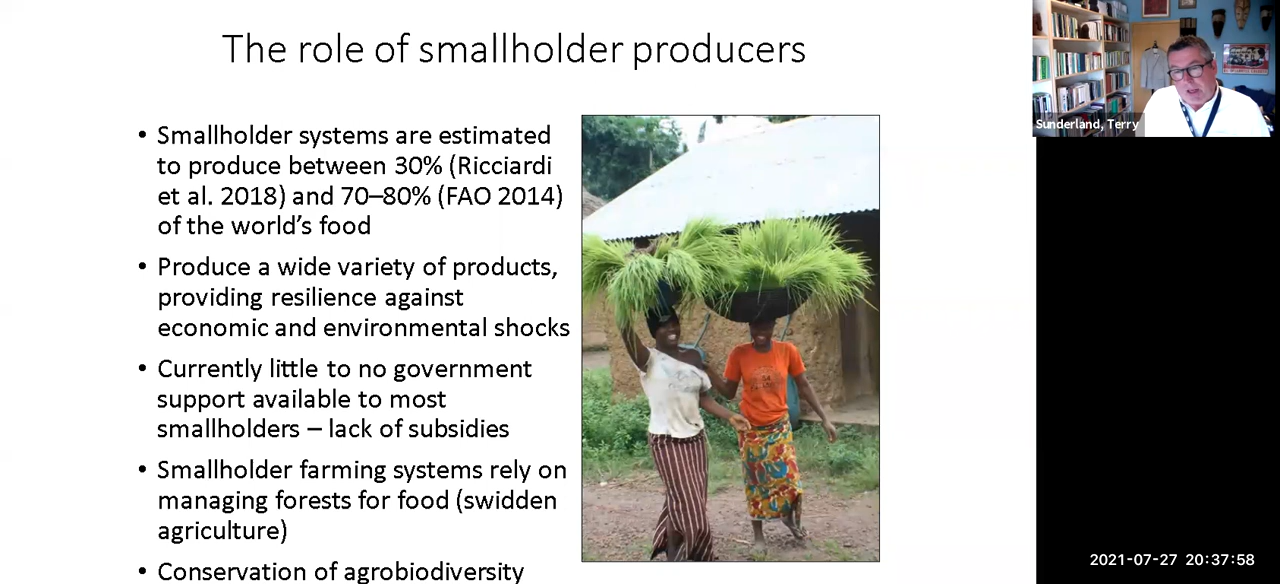 The role of smallholder producers
• Smallholder systems are estimated
to produce between 30% (Ricciardi
et al. 2018) and 70–80% (FAO 2014)
of the world’s food
• Produce a wide variety of products,
providing resilience against
economic and environmental shocks
• Currently little to no government
support available to most
smallholders – lack of subsidies
• Smallholder farming systems rely on
managing forests for food (swidden
agriculture)
• Conservation of agrobiodiversity
Sunderland, Terry
2021-07-27 20:37:58